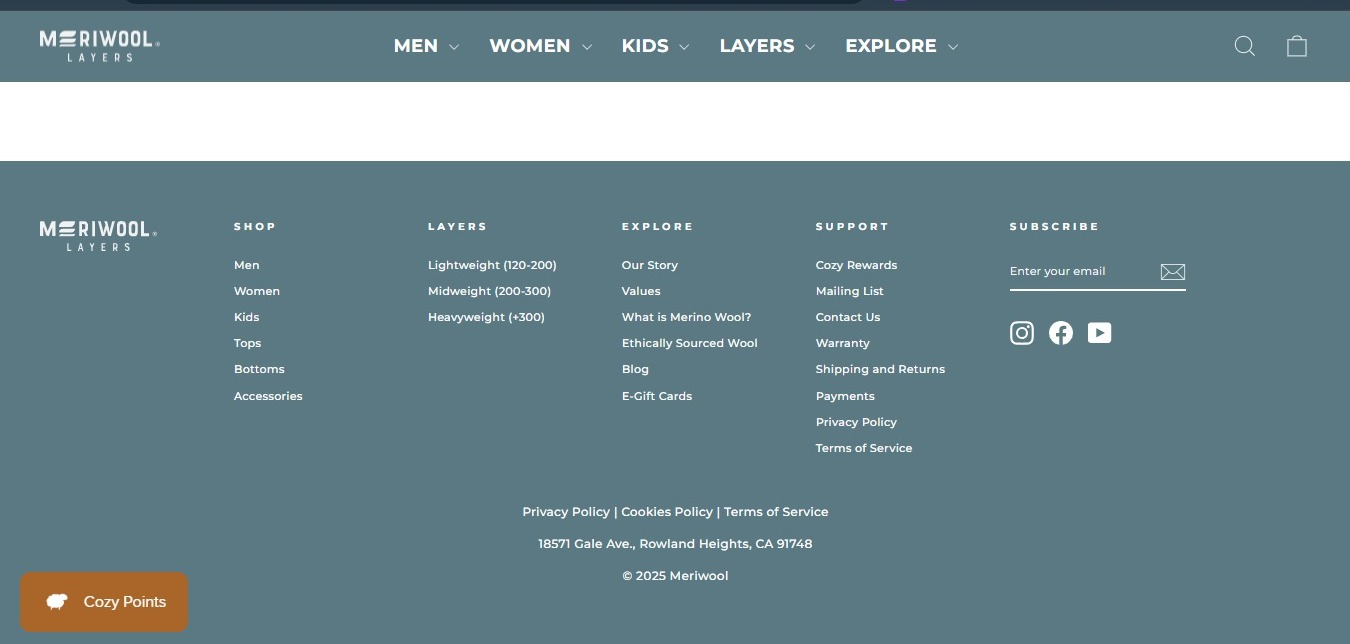 MERIWOOL®
LAYERS
MEN
WOMEN
KIDS
LAYERS
EXPLORE
MERIWOOL®
LAYERS
SHOP
Men
Women
Kids
Tops
Bottoms
Accessories
LAYERS
Lightweight (120-200)
Midweight (200-300)
Heavyweight (+300)
EXPLORE
Our Story
Values
What is Merino Wool?
Ethically Sourced Wool
Blog
E-Gift Cards
SUPPORT
Cozy Rewards
Mailing List
Contact Us
Warranty
Shipping and Returns
Payments
Privacy Policy
Terms of Service
SUBSCRIBE
Enter your email
Privacy Policy | Cookies Policy | Terms of Service
18571 Gale Ave., Rowland Heights, CA 91748
© 2025 Meriwool
Cozy Points